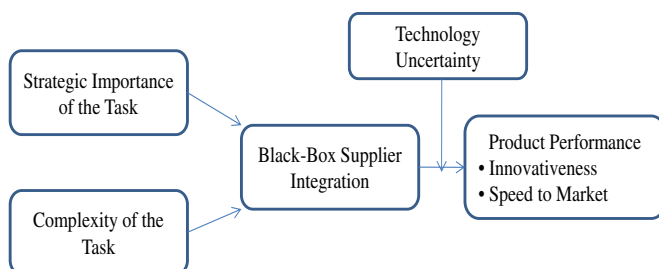 Technology
Uncertainty
Strategic Importance
of the Task
Black-Box Supplier
Integration
Product Performance
• Innovativeness
• Speed to Market
Complexity of the
Task